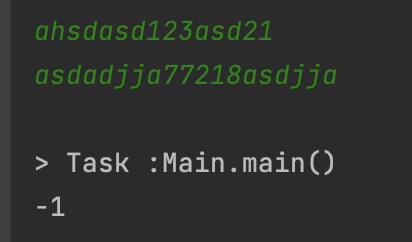 ahsdasd123asd21
asdadjja77218asdjja
> Task :Main.main()
-1